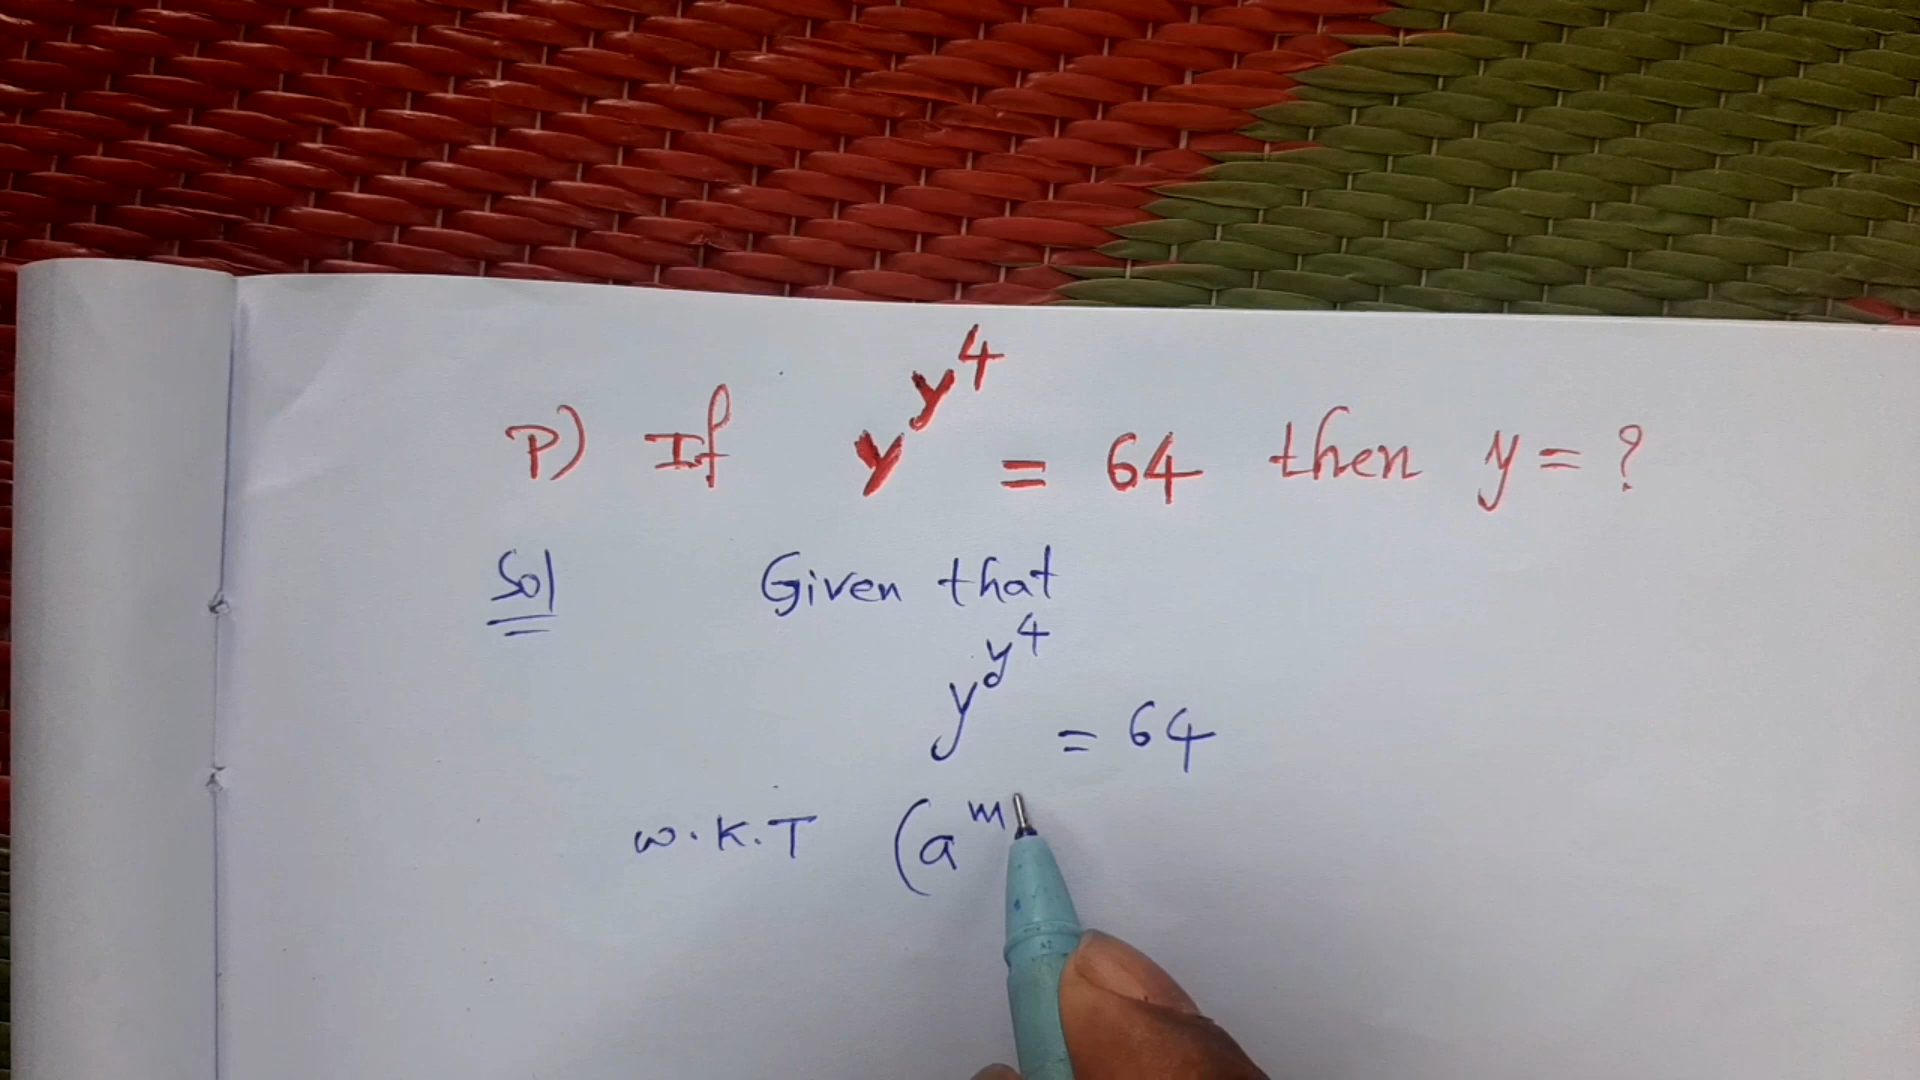 P) If y^y^4 = 64 then y = ?
Sol Given that
y^y^4 = 64
W.K.T (a^m